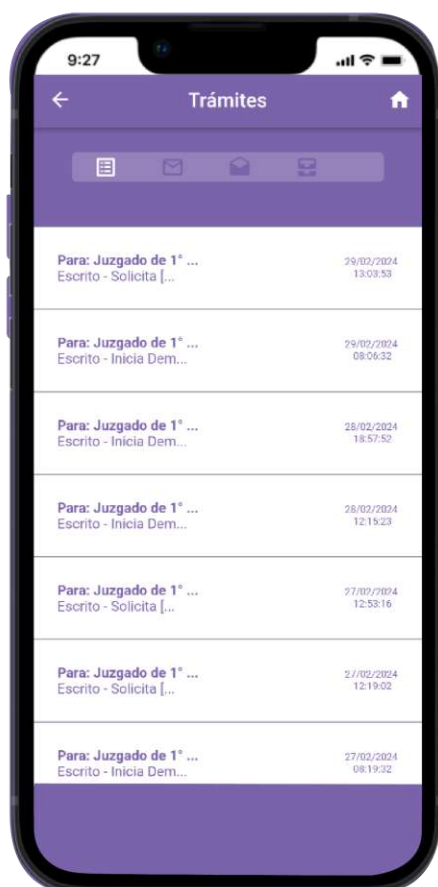 9:27
Trámites
Para: Juzgado de 1° ...
29/02/2024
Escrito - Solicita [...
13:03:53
Para: Juzgado de 1° ...
29/02/2024
Escrito - Inicia Dem...
08:06:32
Para: Juzgado de 1° ...
28/02/2024
Escrito - Inicia Dem...
18:57:52
Para: Juzgado de 1° ...
28/02/2024
Escrito - Inicia Dem...
12:15:23
Para: Juzgado de 1° ...
27/02/2024
Escrito - Solicita [...
12:53:16
Para: Juzgado de 1° ...
27/02/2024
Escrito - Solicita [...
12:19:02
Para: Juzgado de 1° ...
27/02/2024
Escrito - Inicia Dem...
08:19:32